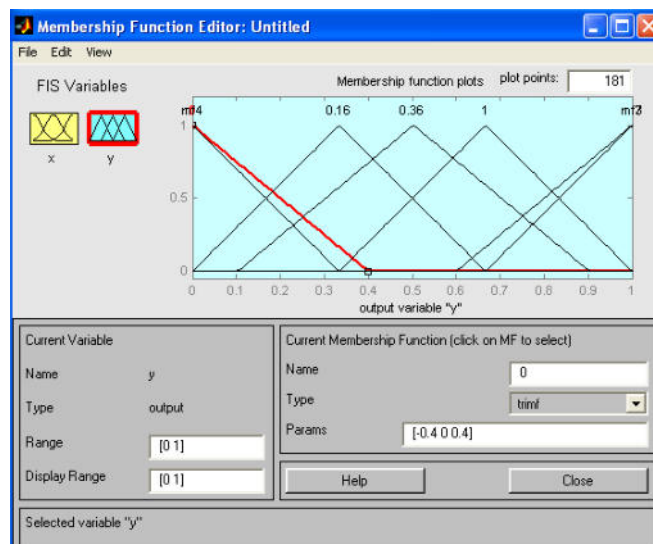 Membership Function Editor: Untitled
File Edit View
FIS Variables
Membership function plots plot points: 181
0.16 0.36 1
1
0.5
0
0 0.1 0.2 0.3 0.4 0.5 0.6 0.7 0.8 0.9 1
x y
output variable "y"
Current Variable
Name y
Type output
Range [0 1]
Display Range [0 1]
Current Membership Function (click on MF to select)
Name 0
Type trimf
Params [-0.4 0 0.4]
Help Close
Selected variable "y"